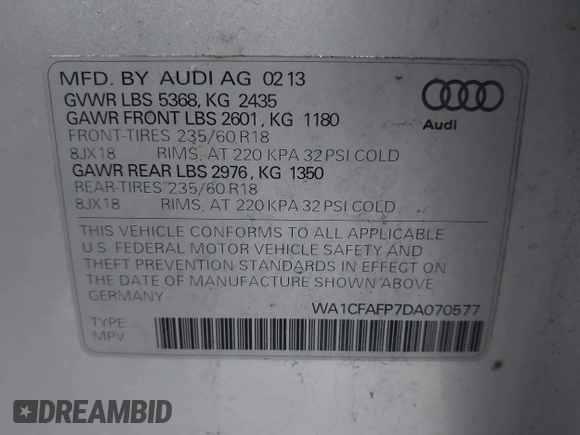 MFD. BY AUDI AG 02 13
GVWR LBS 5368, KG 2435
GAWR FRONT LBS 2601, KG 1180
FRONT-TIRES 235/60 R18
8JX18 RIMS, AT 220 KPA 32 PSI COLD
GAWR REAR LBS 2976, KG 1350
REAR-TIRES 235/60 R18
8JX18 RIMS, AT 220 KPA 32 PSI COLD
Audi
THIS VEHICLE CONFORMS TO ALL APPLICABLE
U.S. FEDERAL MOTOR VEHICLE SAFETY AND
THEFT PREVENTION STANDARDS IN EFFECT ON
THE DATE OF MANUFACTURE SHOWN ABOVE
GERMANY
WA1CFAFP7DA070577
TYPE:
MPV
DREAMBID